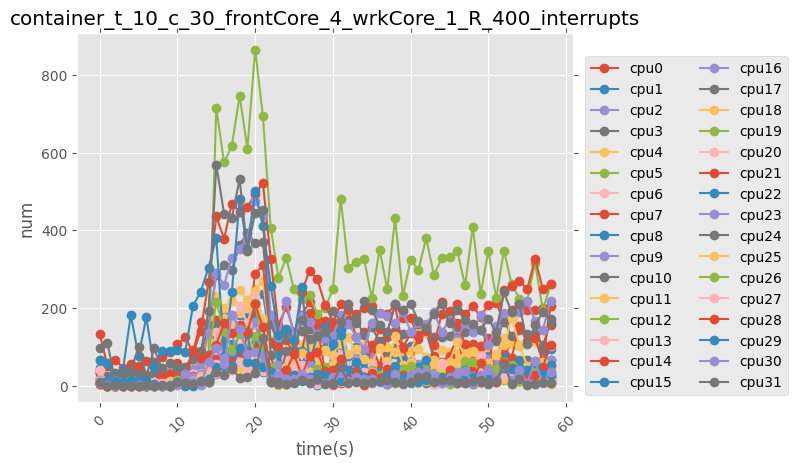 container_t_10_c_30_frontCore_4_wrkCore_1_R_400_interrupts
800
600
400
200
0
num
0
10
20
30
40
50
60
time(s)
cpu0
cpu1
cpu2
cpu3
cpu4
cpu5
cpu6
cpu7
cpu8
cpu9
cpu10
cpu11
cpu12
cpu13
cpu14
cpu15
cpu16
cpu17
cpu18
cpu19
cpu20
cpu21
cpu22
cpu23
cpu24
cpu25
cpu26
cpu27
cpu28
cpu29
cpu30
cpu31